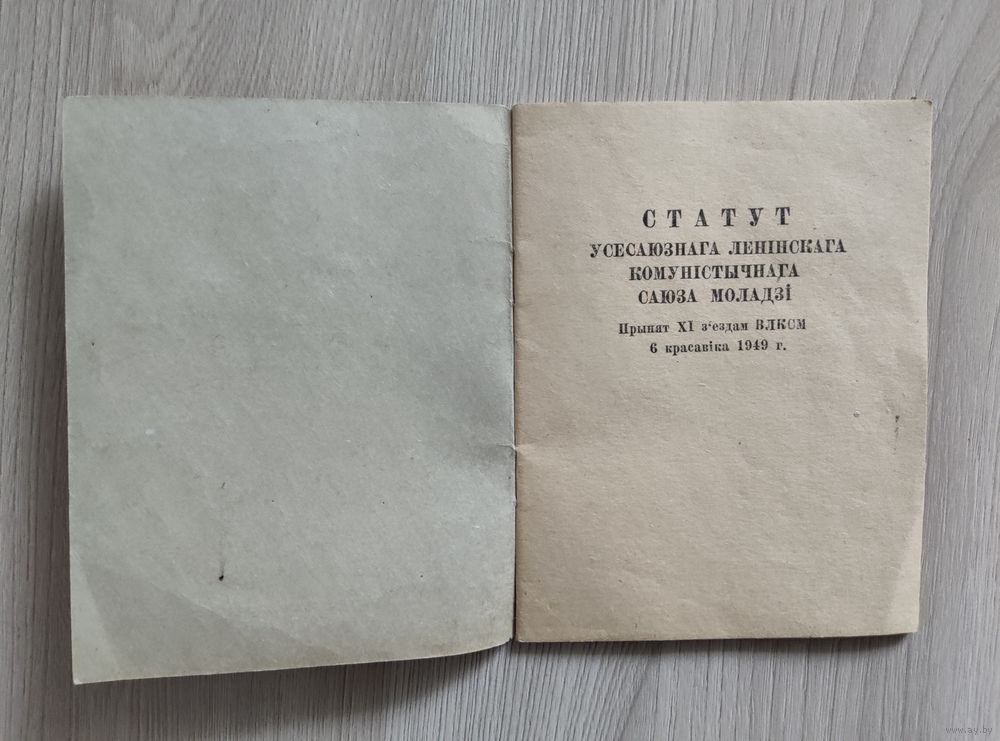 СТАТУТ
УСЕСАЮЗНАГА ЛЕНІНСКАГА
КОМУНІСТЫЧНАГА
САЮЗА МОЛАДЗІ
Прынят XI з‘ездам ВЛКСМ
6 красавіка 1949 г.
www.ay.by